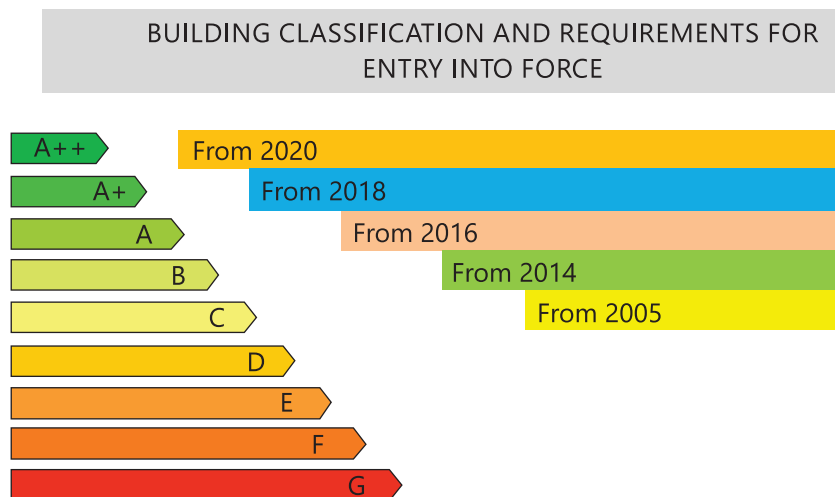 BUILDING CLASSIFICATION AND REQUIREMENTS FOR
ENTRY INTO FORCE
A++ From 2020
A+ From 2018
A From 2016
B From 2014
C From 2005
D
E
F
G